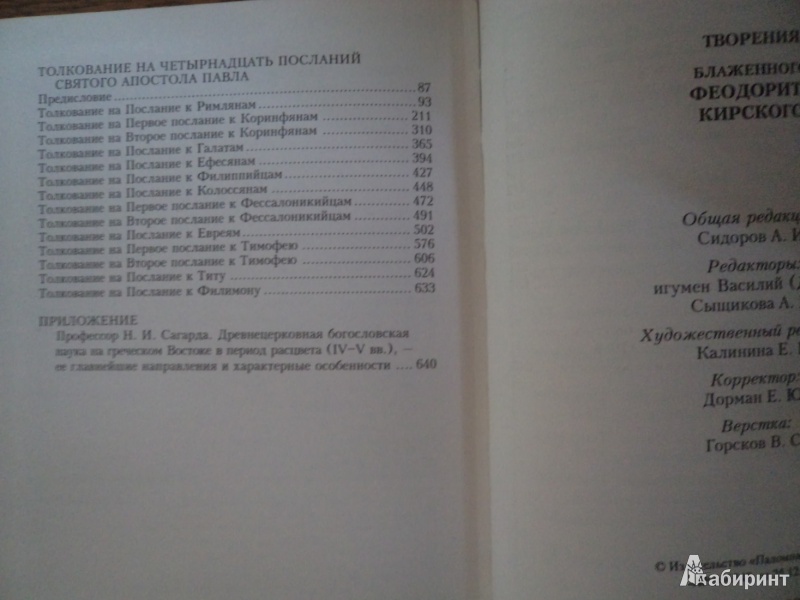 ТОЛКОВАНИЕ НА ЧЕТЫРНАДЦАТЬ ПОСЛАНИЙ
СВЯТОГО АПОСТОЛА ПАВЛА
Предисловие 87
Толкование на Послание к Римлянам 93
Толкование на Первое послание к Коринфянам 211
Толкование на Второе послание к Коринфянам 310
Толкование на Послание к Галатам 365
Толкование на Послание к Ефесянам 394
Толкование на Послание к Филиппийцам 427
Толкование на Послание к Колоссянам 448
Толкование на Первое послание к Фессалоникийцам 472
Толкование на Второе послание к Фессалоникийцам 491
Толкование на Послание к Евреям 502
Толкование на Первое послание к Тимофею 576
Толкование на Второе послание к Тимофею 606
Толкование на Послание к Титу 624
Толкование на Послание к Филимону 633
ПРИЛОЖЕНИЕ
Профессор Н. И. Сагарда. Древнецерковная богословская
наука на греческом Востоке в период расцвета (IV–V вв.), —
ее главнейшие направления и характерные особенности .... 640
ТВОРЕНИЯ
БЛАЖЕННОГО
ФЕОДОРИТ
КИРСКОГО
Общая редакц
Сидоров А. И
Редакторы:
игумен Василий (
Сыщикова А.
Художественный ре
Калинина Е.
Корректор:
Дорман Е. Ю
Верстка:
Горсков В. С
© Издательство «Палом
Лабиринт